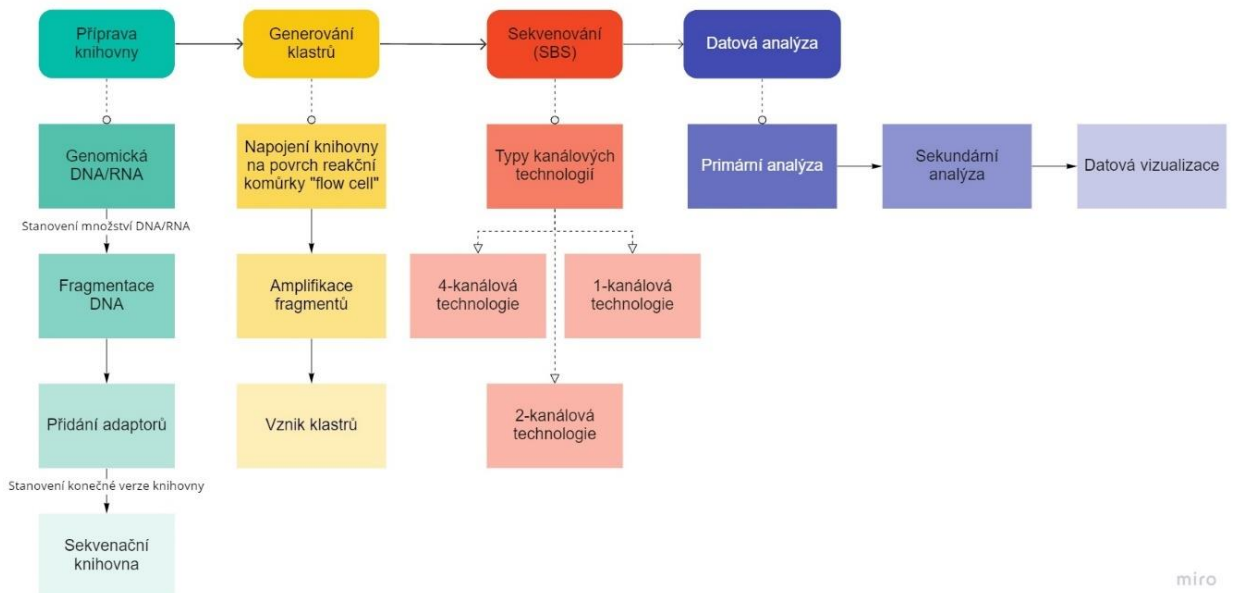 Příprava
knihovny
Generování
klastrů
Sekvenování
(SBS)
Datová analýza
Genomická
DNA/RNA
Napojení knihovny
na povrch reakční
komůrky "flow cell"
Typy kanálových
technologií
Primární analýza
Sekundární
analýza
Datová vizualizace
Stanovení množství DNA/RNA
Fragmentace
DNA
Amplifikace
fragmentů
4-kanálová
technologie
1-kanálová
technologie
Přidání adaptorů
Vznik klastrů
2-kanálová
technologie
Stanovení konečné verze knihovny
Sekvenační
knihovna
miro